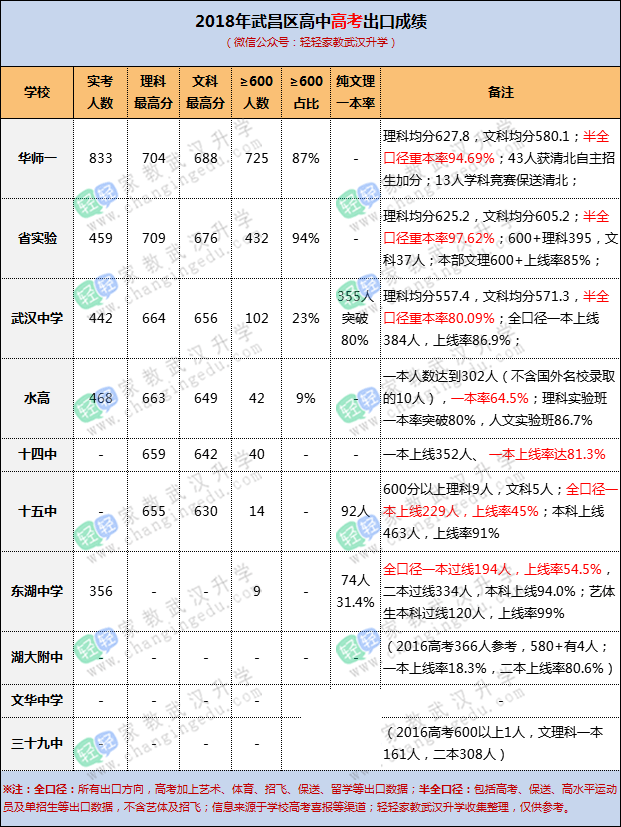 2018年武昌区高中高考出口成绩
（微信公众号：轻轻家教武汉升学）
学校 实考人数 理科最高分 文科最高分 ≥600人数 ≥600占比 纯文理一本率 备注
华师一 833 704 688 725 87% - 理科均分627.8，文科均分580.1；半全
口径重本率94.69%；43人获清北自主招
生加分；13人学科竞赛保送清北；
省实验 459 709 676 432 94% - 理科均分625.2，文科均分605.2；半全
口径重本率97.62%；600+理科395，文
科37人；本部文理600+上线率85%；
武汉中学 442 664 656 102 23% 355人突破80% 理科均分557.4，文科均分571.3，半全
口径重本率80.09%；全口径一本上线
384人，上线率86.9%；
水高 468 663 649 42 9% - 一本人数达到302人（不含国外名校录取
的10人），一本率64.5%；理科实验班
一本率突破80%，人文实验班86.7%
十四中 - 659 642 40 - - 一本上线352人、一本上线率达81.3%
十五中 - 655 630 14 - 92人 600分以上理科9人，文科5人；全口径一
本上线229人，上线率45%；本科上线
463人，上线率91%
东湖中学 356 - - 9 - 74人31.4% 全口径一本过线194人，上线率54.5%，
二本过线334人，本科上线94.0%；艺体
生本科过线120人，上线率99%
湖大附中 - - - - - - （2016高考366人参考，580+有4人；
一本上线率18.3%，二本上线率80.6%）
文华中学 - - - - -
三十九中 - - - - （2016高考600以上1人，文理科一本
161人，二本308人）
※注：全口径：所有出口方向，高考加上艺术、体育、招飞、保送、留学等出口数据；半全口径：包括高考、保送、高水平运动
员及单招生等出口数据，不含艺体及招飞；信息来源于学校高考喜报等渠道；轻轻家教武汉升学收集整理，仅供参考。
轻轻家教武汉升学
www.changingedu.com